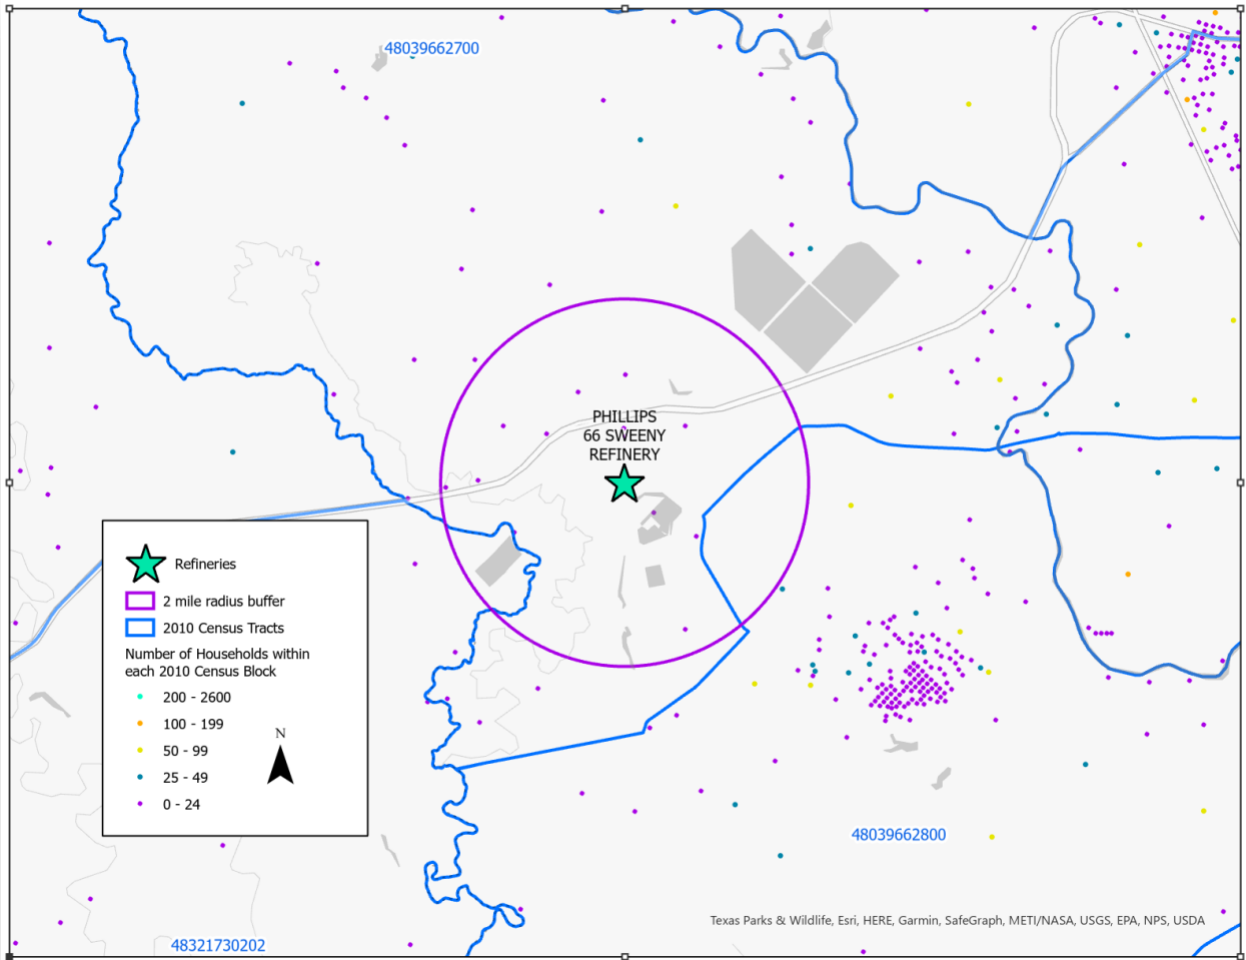 48039662700
PHILLIPS
66 SWEENY
REFINERY
Refineries
2 mile radius buffer
2010 Census Tracts
Number of Households within
each 2010 Census Block
200 - 2600
100 - 199
50 - 99
25 - 49
0 - 24
N
48039662800
Texas Parks & Wildlife, Esri, HERE, Garmin, SafeGraph, METI/NASA, USGS, EPA, NPS, USDA
48321730202